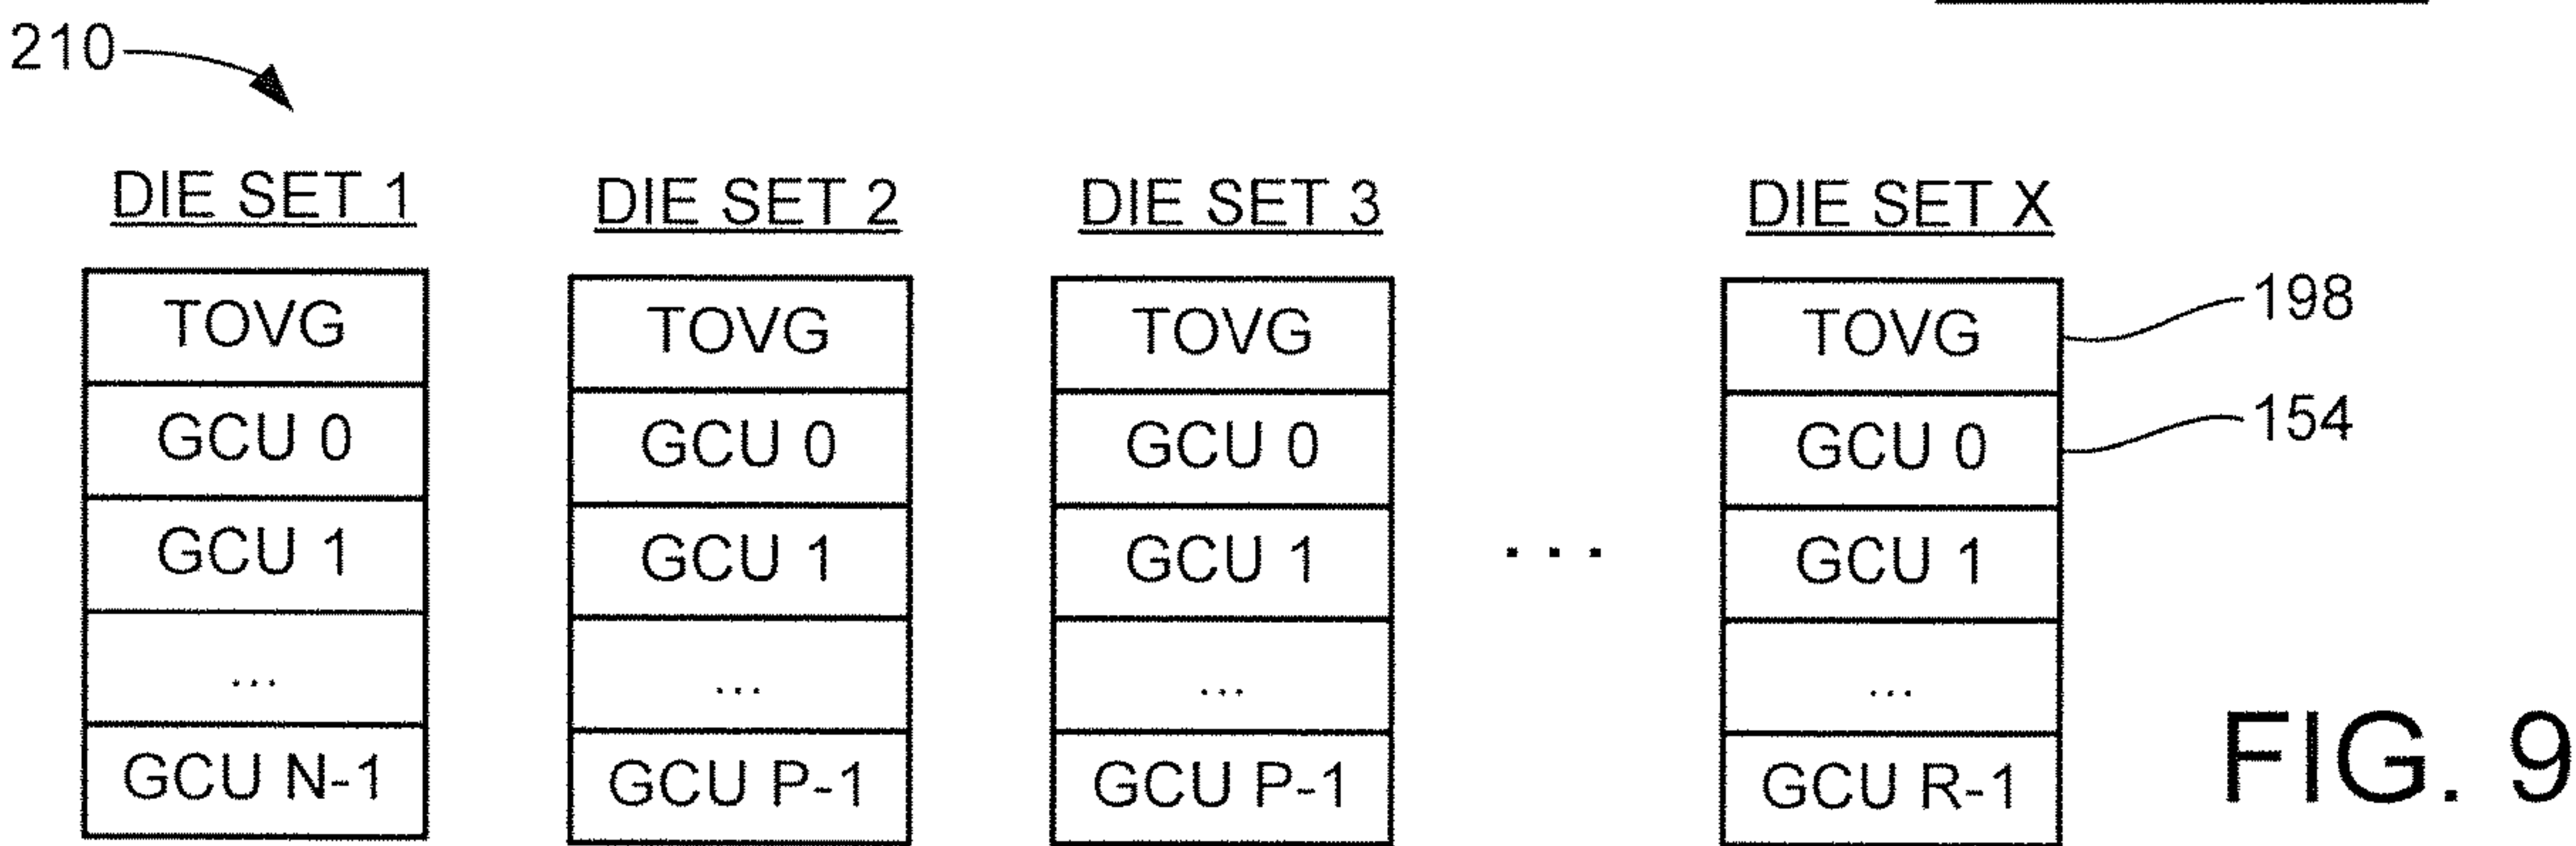 210
DIE SET 1 DIE SET 2 DIE SET 3 DIE SET X
TOVG TOVG TOVG TOVG 198
GCU 0 GCU 0 GCU 0 GCU 0 154
GCU 1 GCU 1 GCU 1 ... GCU 1
... ... ... ...
GCU N-1 GCU P-1 GCU P-1 GCU R-1
FIG. 9